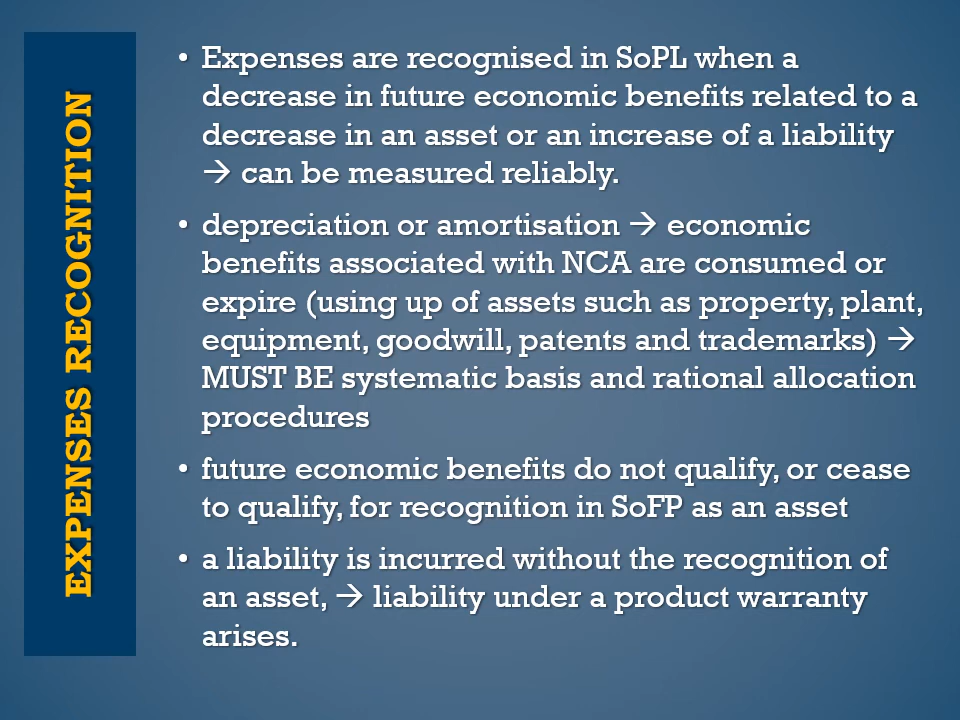 EXPENSES RECOGNITION
• Expenses are recognised in SoPL when a
decrease in future economic benefits related to a
decrease in an asset or an increase of a liability
→ can be measured reliably.
• depreciation or amortisation → economic
benefits associated with NCA are consumed or
expire (using up of assets such as property, plant,
equipment, goodwill, patents and trademarks) →
MUST BE systematic basis and rational allocation
procedures
• future economic benefits do not qualify, or cease
to qualify, for recognition in SoFP as an asset
• a liability is incurred without the recognition of
an asset, → liability under a product warranty
arises.